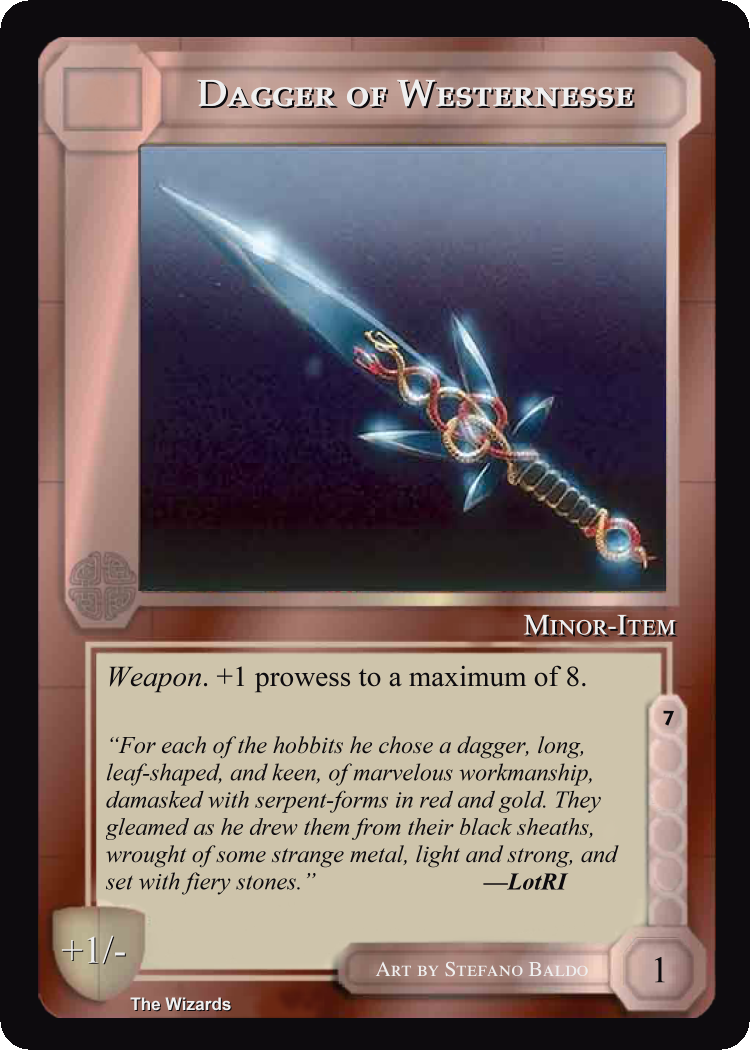 Dagger of Westernesse
Minor-Item
Weapon. +1 prowess to a maximum of 8.
7
“For each of the hobbits he chose a dagger, long,
leaf-shaped, and keen, of marvelous workmanship,
damasked with serpent-forms in red and gold. They
gleamed as he drew them from their black sheaths,
wrought of some strange metal, light and strong, and
set with fiery stones.” —LotRI
+1/-
Art by Stefano Baldo
1
The Wizards